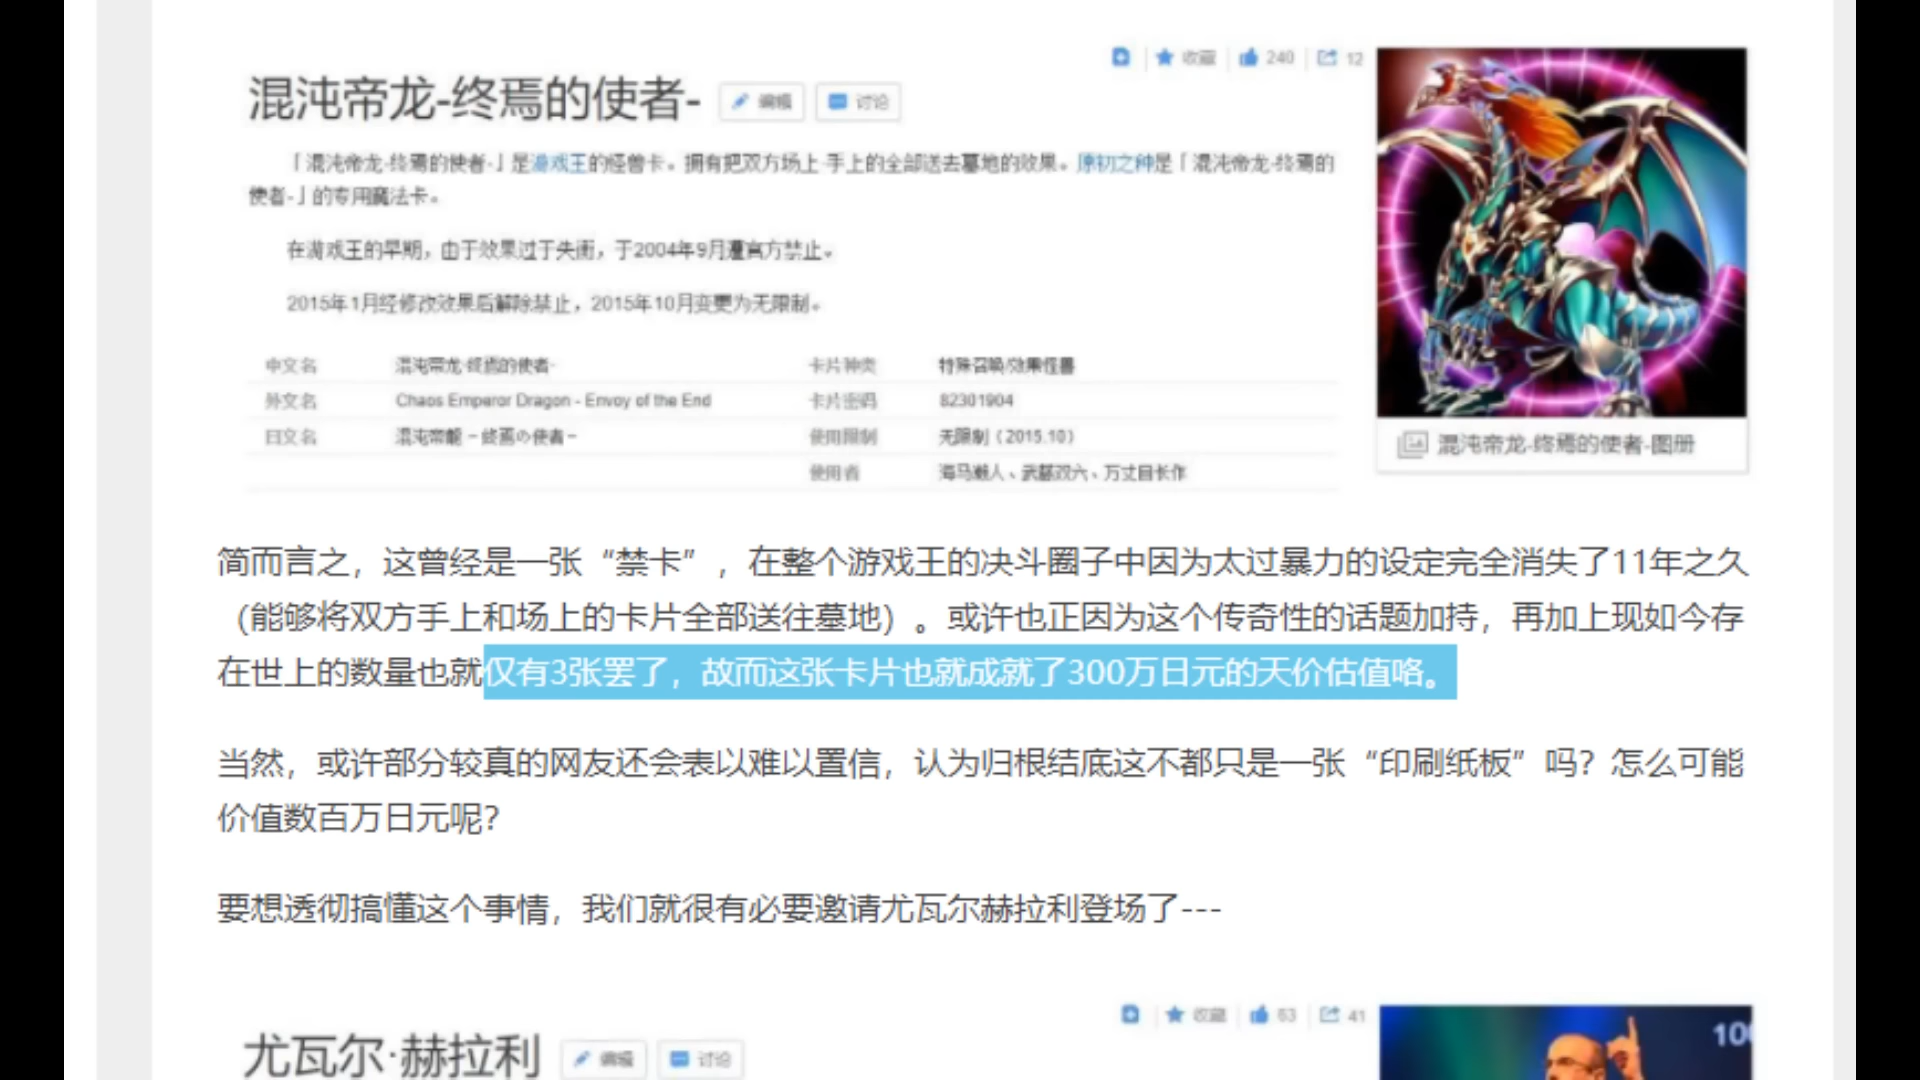 收藏 240 12
混沌帝龙-终焉的使者- 编辑 讨论
「混沌帝龙-终焉的使者-」是游戏王的怪兽卡。拥有把双方场上·手上的全部送去墓地的效果。原初之种是「混沌帝龙-终焉的
使者-」的专用魔法卡。
在游戏王的早期，由于效果过于失衡，于2004年9月遭官方禁止。
2015年1月经修改效果后解除禁止，2015年10月变更为无限制。
中文名 混沌帝龙-终焉的使者- 卡片种类 特殊召唤/效果怪兽
外文名 Chaos Emperor Dragon - Envoy of the End 卡片密码 82301904
日文名 混沌帝龍 －終焉の使者－ 使用限制 无限制（2015.10）
使用者 海马濑人、武藤双六、万丈目长作
混沌帝龙-终焉的使者-图册
简而言之，这曾经是一张“禁卡”，在整个游戏王的决斗圈子中因为太过暴力的设定完全消失了11年之久
（能够将双方手上和场上的卡片全部送往墓地）。或许也正因为这个传奇性的话题加持，再加上现如今存
在世上的数量也就仅有3张罢了，故而这张卡片也就成就了300万日元的天价估值咯。
当然，或许部分较真的网友还会表以难以置信，认为归根结底这不都只是一张“印刷纸板”吗？怎么可能
价值数百万日元呢？
要想透彻搞懂这个事情，我们就很有必要邀请尤瓦尔赫拉利登场了---
收藏 63 41
尤瓦尔·赫拉利 编辑 讨论